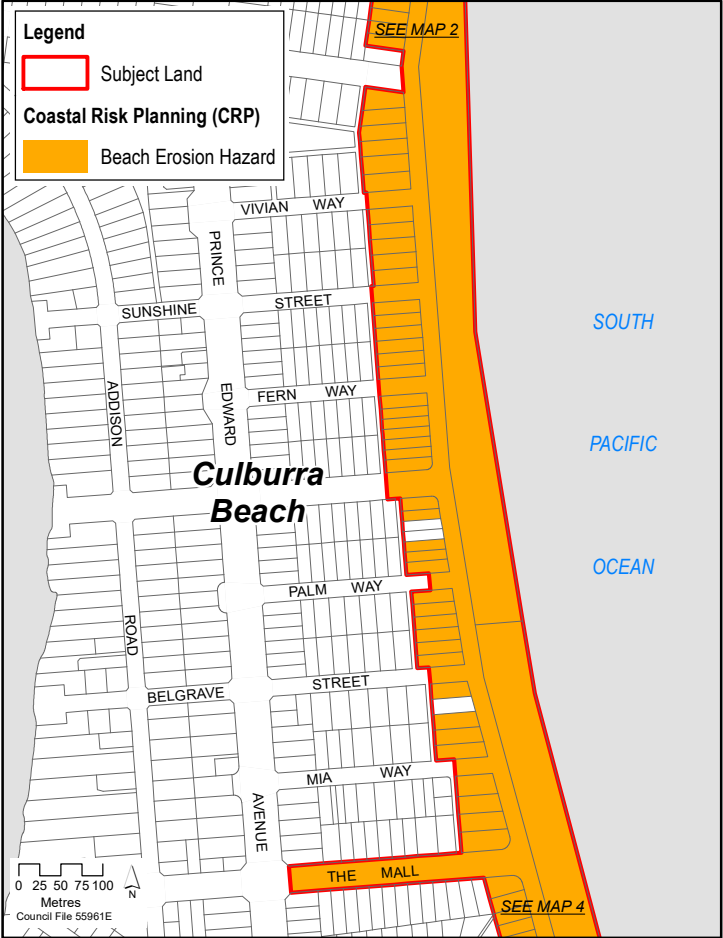 Legend
Subject Land
Coastal Risk Planning (CRP)
Beach Erosion Hazard
SEE MAP 2
VIVIAN WAY
PRINCE
SUNSHINE STREET
SOUTH
ADDISON
EDWARD
FERN WAY
PACIFIC
Culburra
Beach
OCEAN
PALM WAY
ROAD
BELGRAVE STREET
MIA WAY
AVENUE
THE MALL
0 25 50 75 100
Metres
N
Council File 55961E
SEE MAP 4